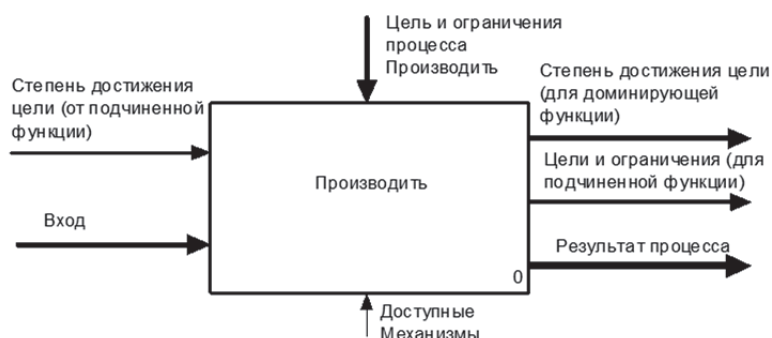 Цель и ограничения
процесса
Производить
Степень достижения
цели (от подчиненной
функции)
Степень достижения цели
(для доминирующей
функции)
Производить
Цели и ограничения (для
подчиненной функции)
Вход
Результат процесса
0
Доступные
Механизмы